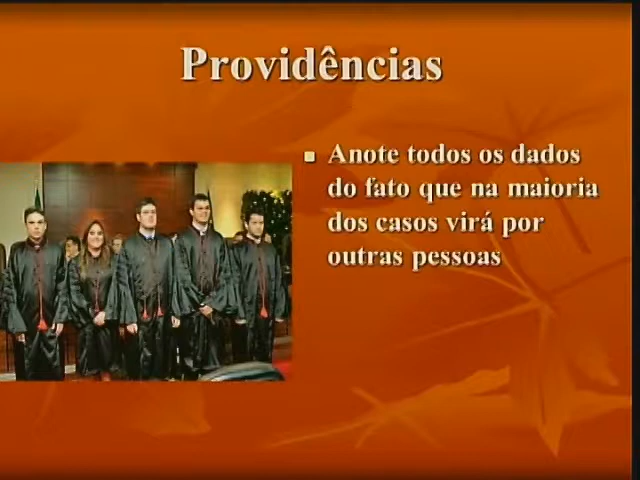 Providências
Anote todos os dados
do fato que na maioria
dos casos virá por
outras pessoas